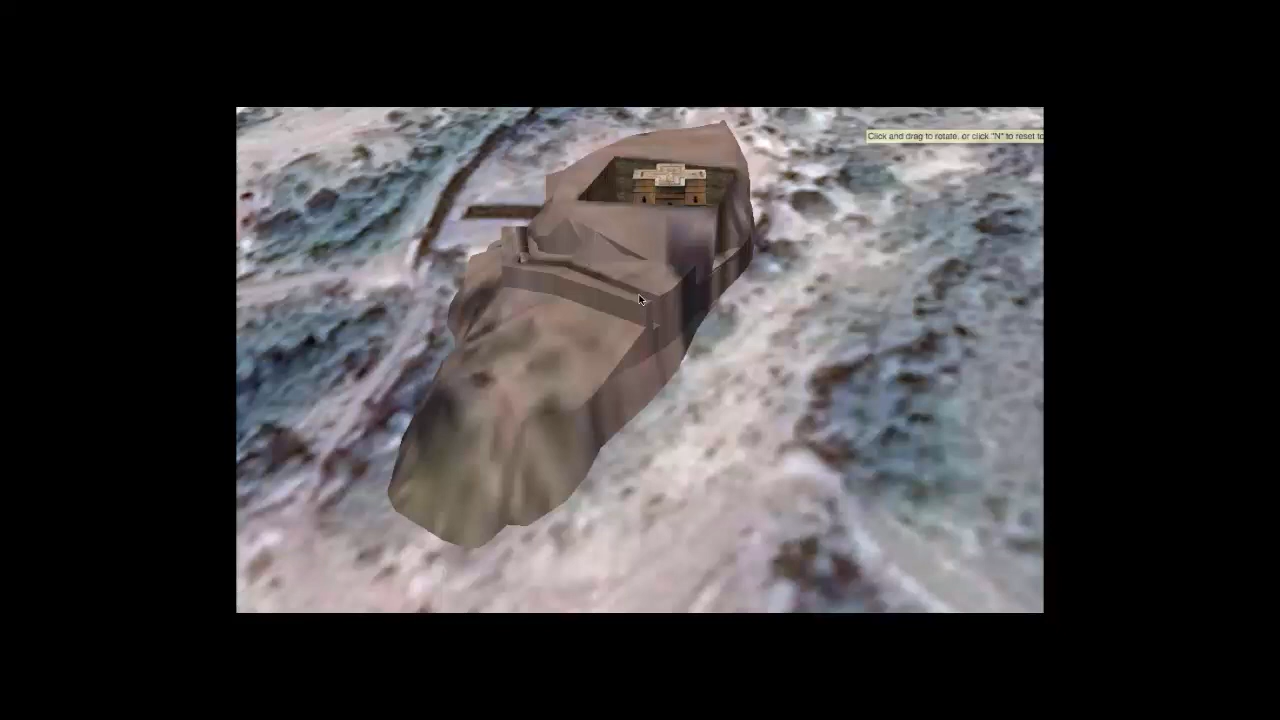 Click and drag to rotate, or click "N" to reset to